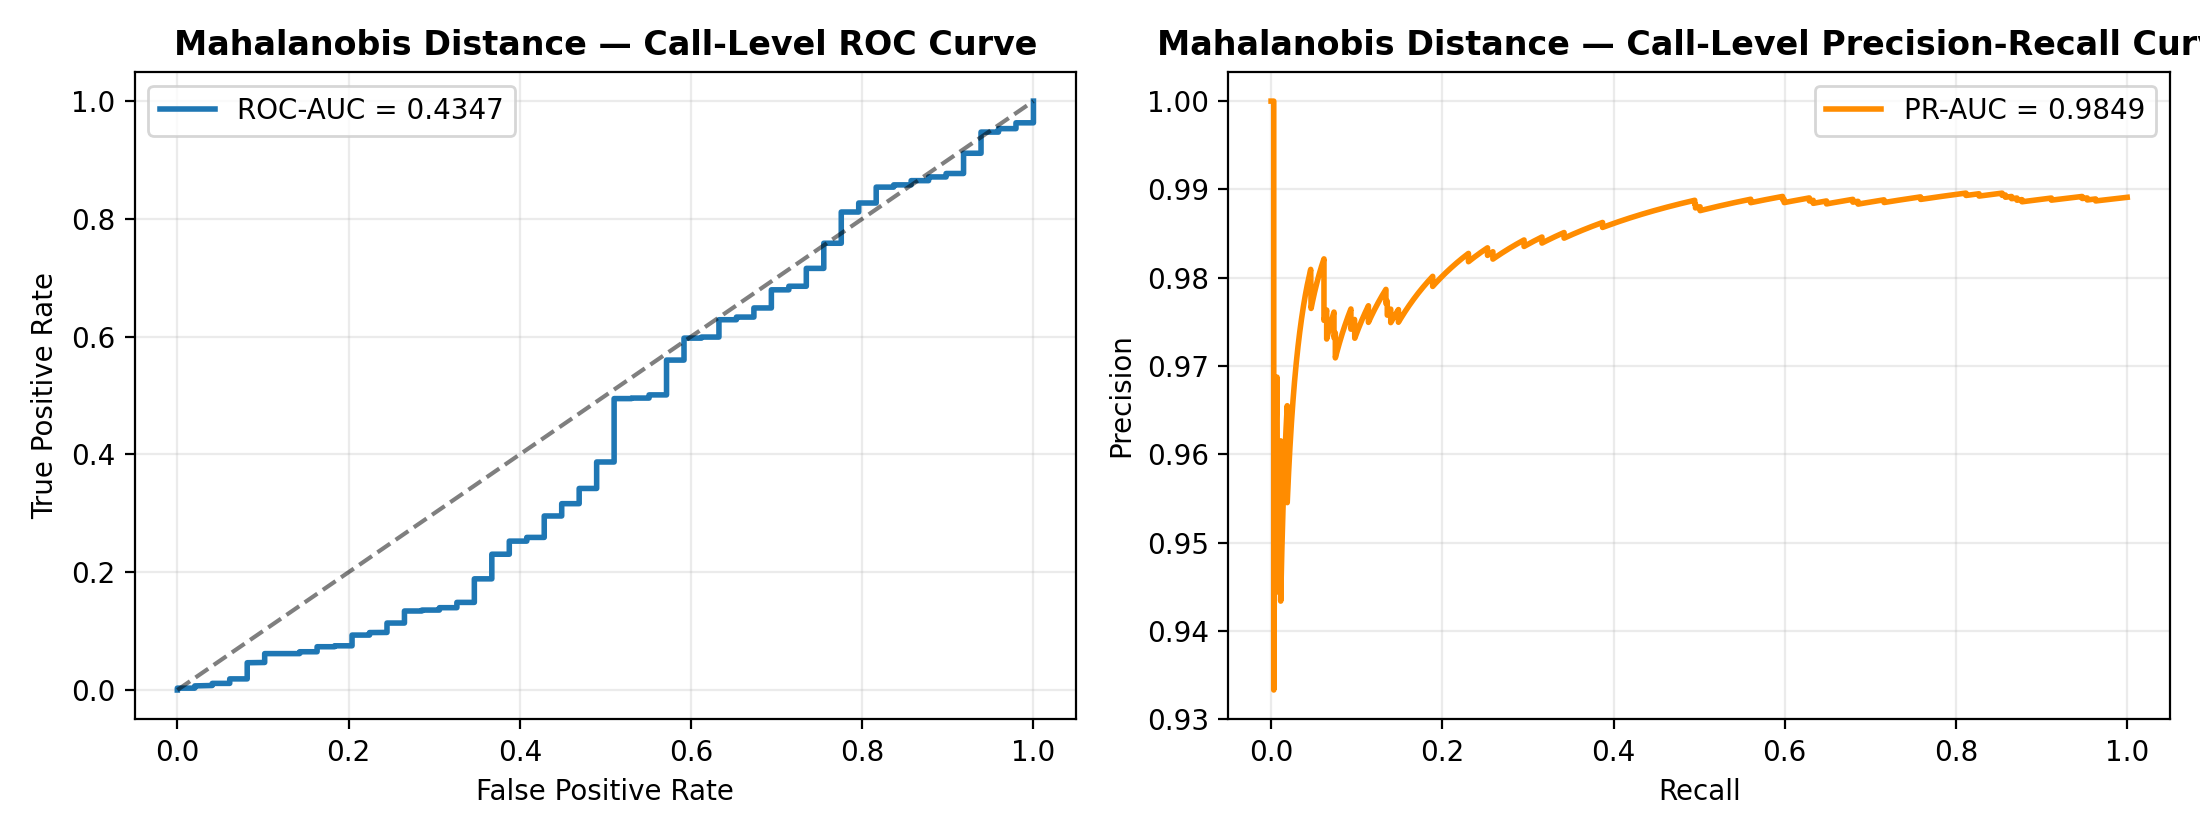 Mahalanobis Distance — Call-Level ROC Curve
ROC-AUC = 0.4347
True Positive Rate
1.0
0.8
0.6
0.4
0.2
0.0
0.0 0.2 0.4 0.6 0.8 1.0
False Positive Rate
Mahalanobis Distance — Call-Level Precision-Recall Curv
PR-AUC = 0.9849
Precision
1.00
0.99
0.98
0.97
0.96
0.95
0.94
0.93
0.0 0.2 0.4 0.6 0.8 1.0
Recall